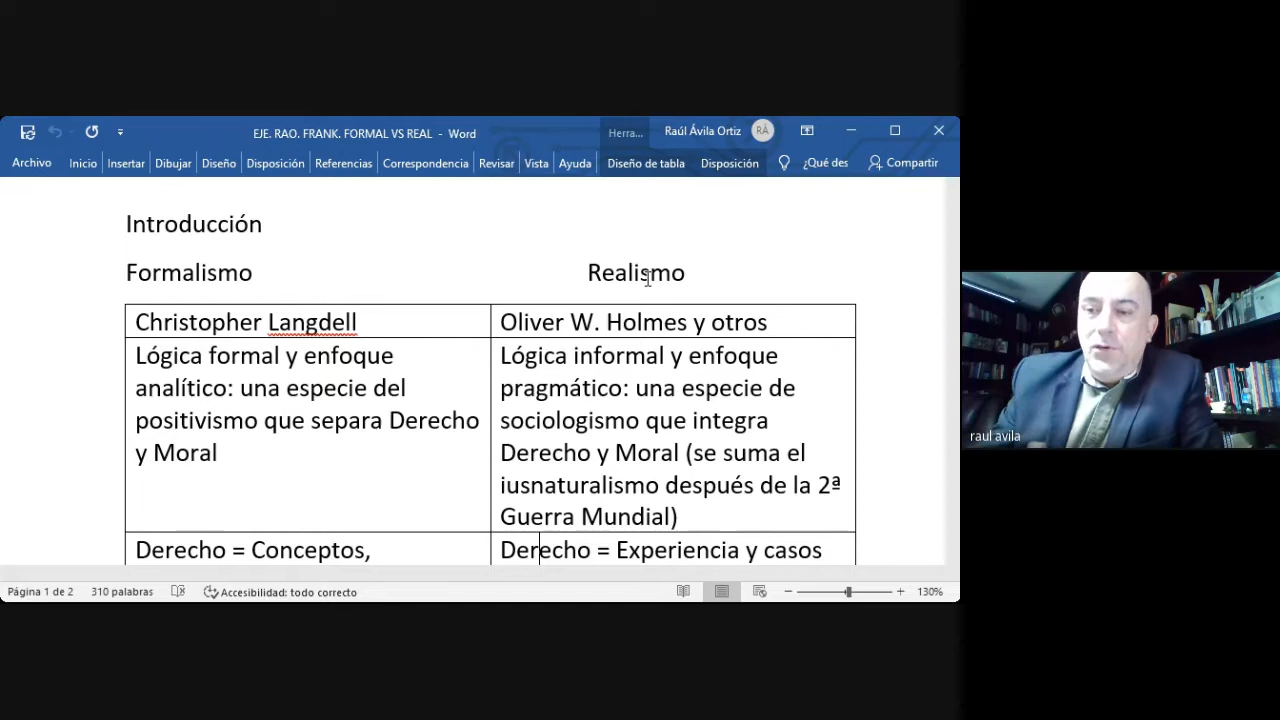 EJE. RAO. FRANK. FORMAL VS REAL - Word
Herra...
Raúl Ávila Ortiz
RÁ
Archivo Inicio Insertar Dibujar Diseño Disposición Referencias Correspondencia Revisar Vista Ayuda Diseño de tabla Disposición ¿Qué des Compartir
Introducción
Formalismo Realismo
Christopher Langdell
Oliver W. Holmes y otros
Lógica formal y enfoque
analítico: una especie del
positivismo que separa Derecho
y Moral
Lógica informal y enfoque
pragmático: una especie de
sociologismo que integra
Derecho y Moral (se suma el
iusnaturalismo después de la 2ª
Guerra Mundial)
Derecho = Conceptos,
Derecho = Experiencia y casos
raul avila
Página 1 de 2 310 palabras Accesibilidad: todo correcto 130%